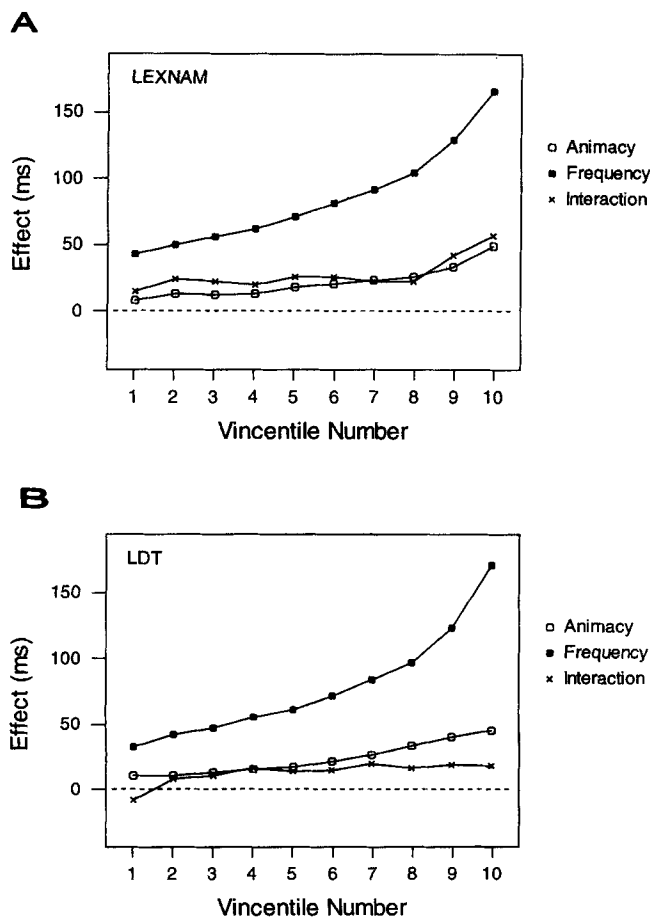 A
LEXNAM
150
100
50
0
Effect (ms)
Animacy
Frequency
Interaction
1 2 3 4 5 6 7 8 9 10
Vincentile Number
B
LDT
150
100
50
0
Effect (ms)
Animacy
Frequency
Interaction
1 2 3 4 5 6 7 8 9 10
Vincentile Number